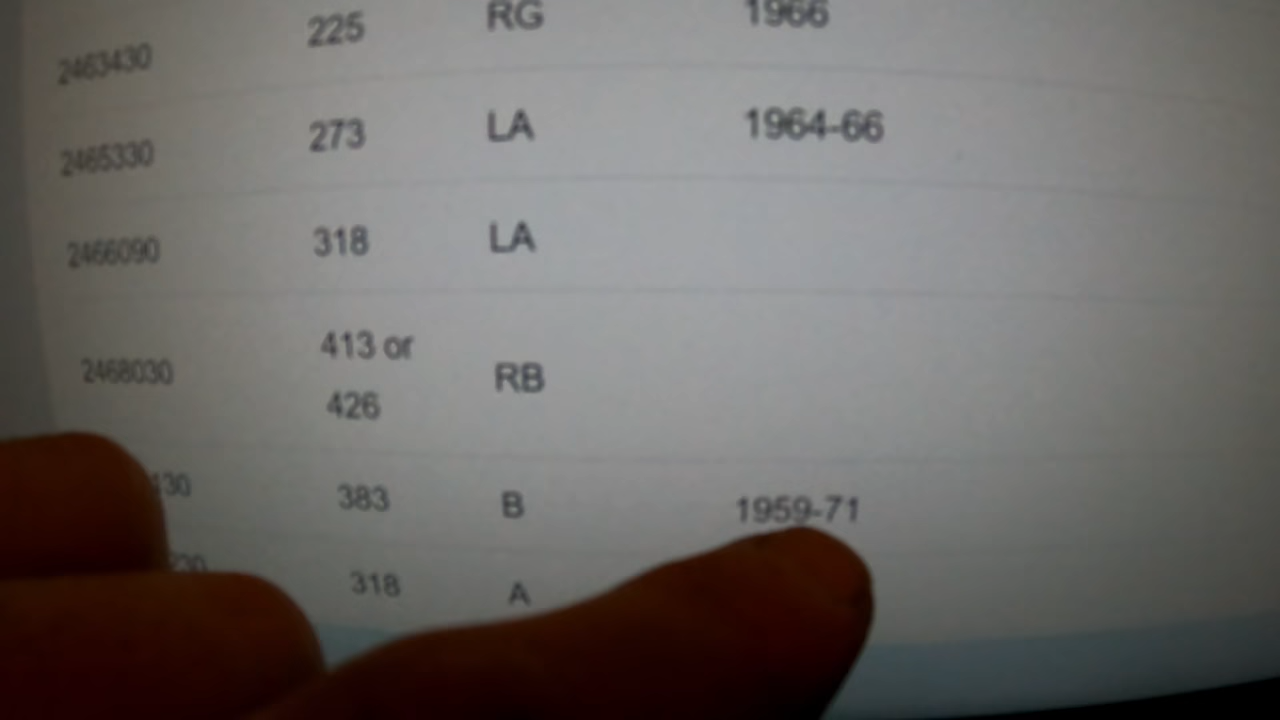 2463430 225 RG 1966
2465330 273 LA 1964-66
2466090 318 LA
413 or
2468030 RB
426
430 383 B 1959-71
318 A